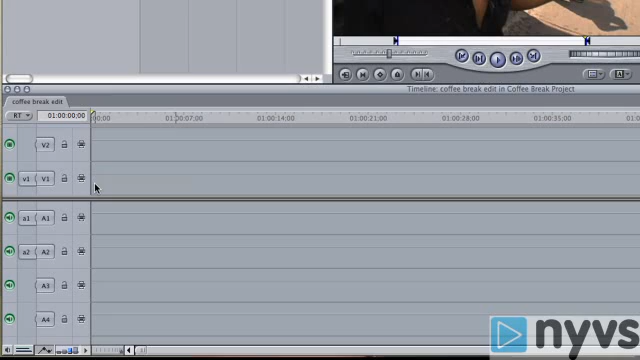 Timeline: coffee break edit in Coffee Break Project
coffee break edit
RT 01:00:00;00 00:00 01:00:07;00 01:00:14;00 01:00:21;00 01:00:28;00 01:00:35;00
V2
v1 V1
a1 A1
a2 A2
A3
A4
nyvs